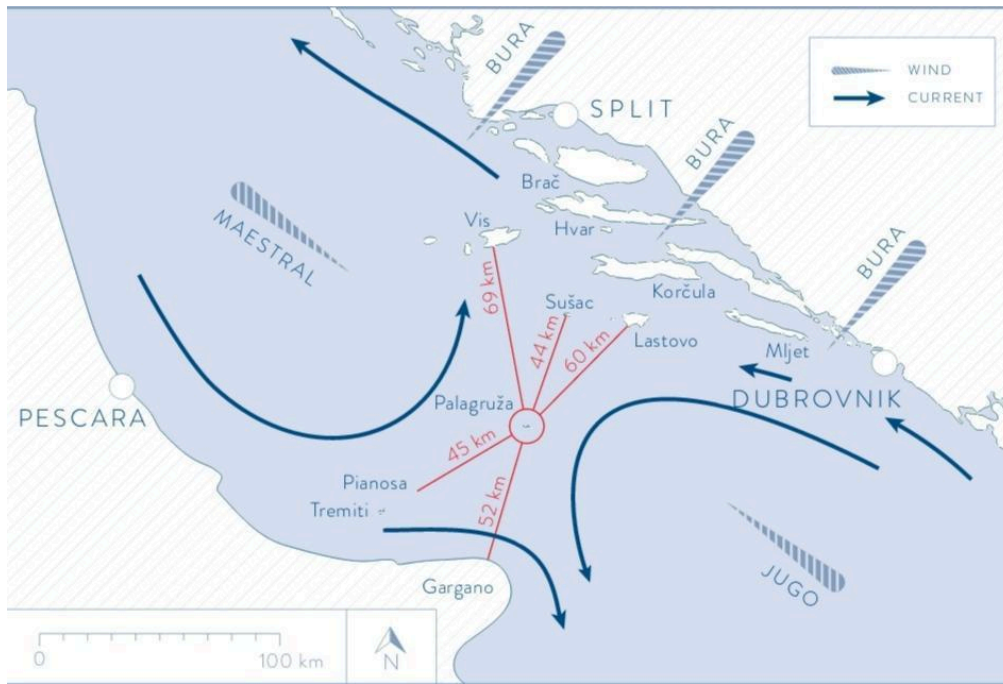 BURA
WIND
CURRENT
SPLIT
BURA
Brač
MAESTRAL
Vis
Hvar
BURA
69 km
Korčula
Sušac
44 km
60 km
Lastovo
Mljet
PESCARA
Palagruža
DUBROVNIK
45 km
Pianosa
Tremiti
52 km
Gargano
JUGO
0
100 km
N